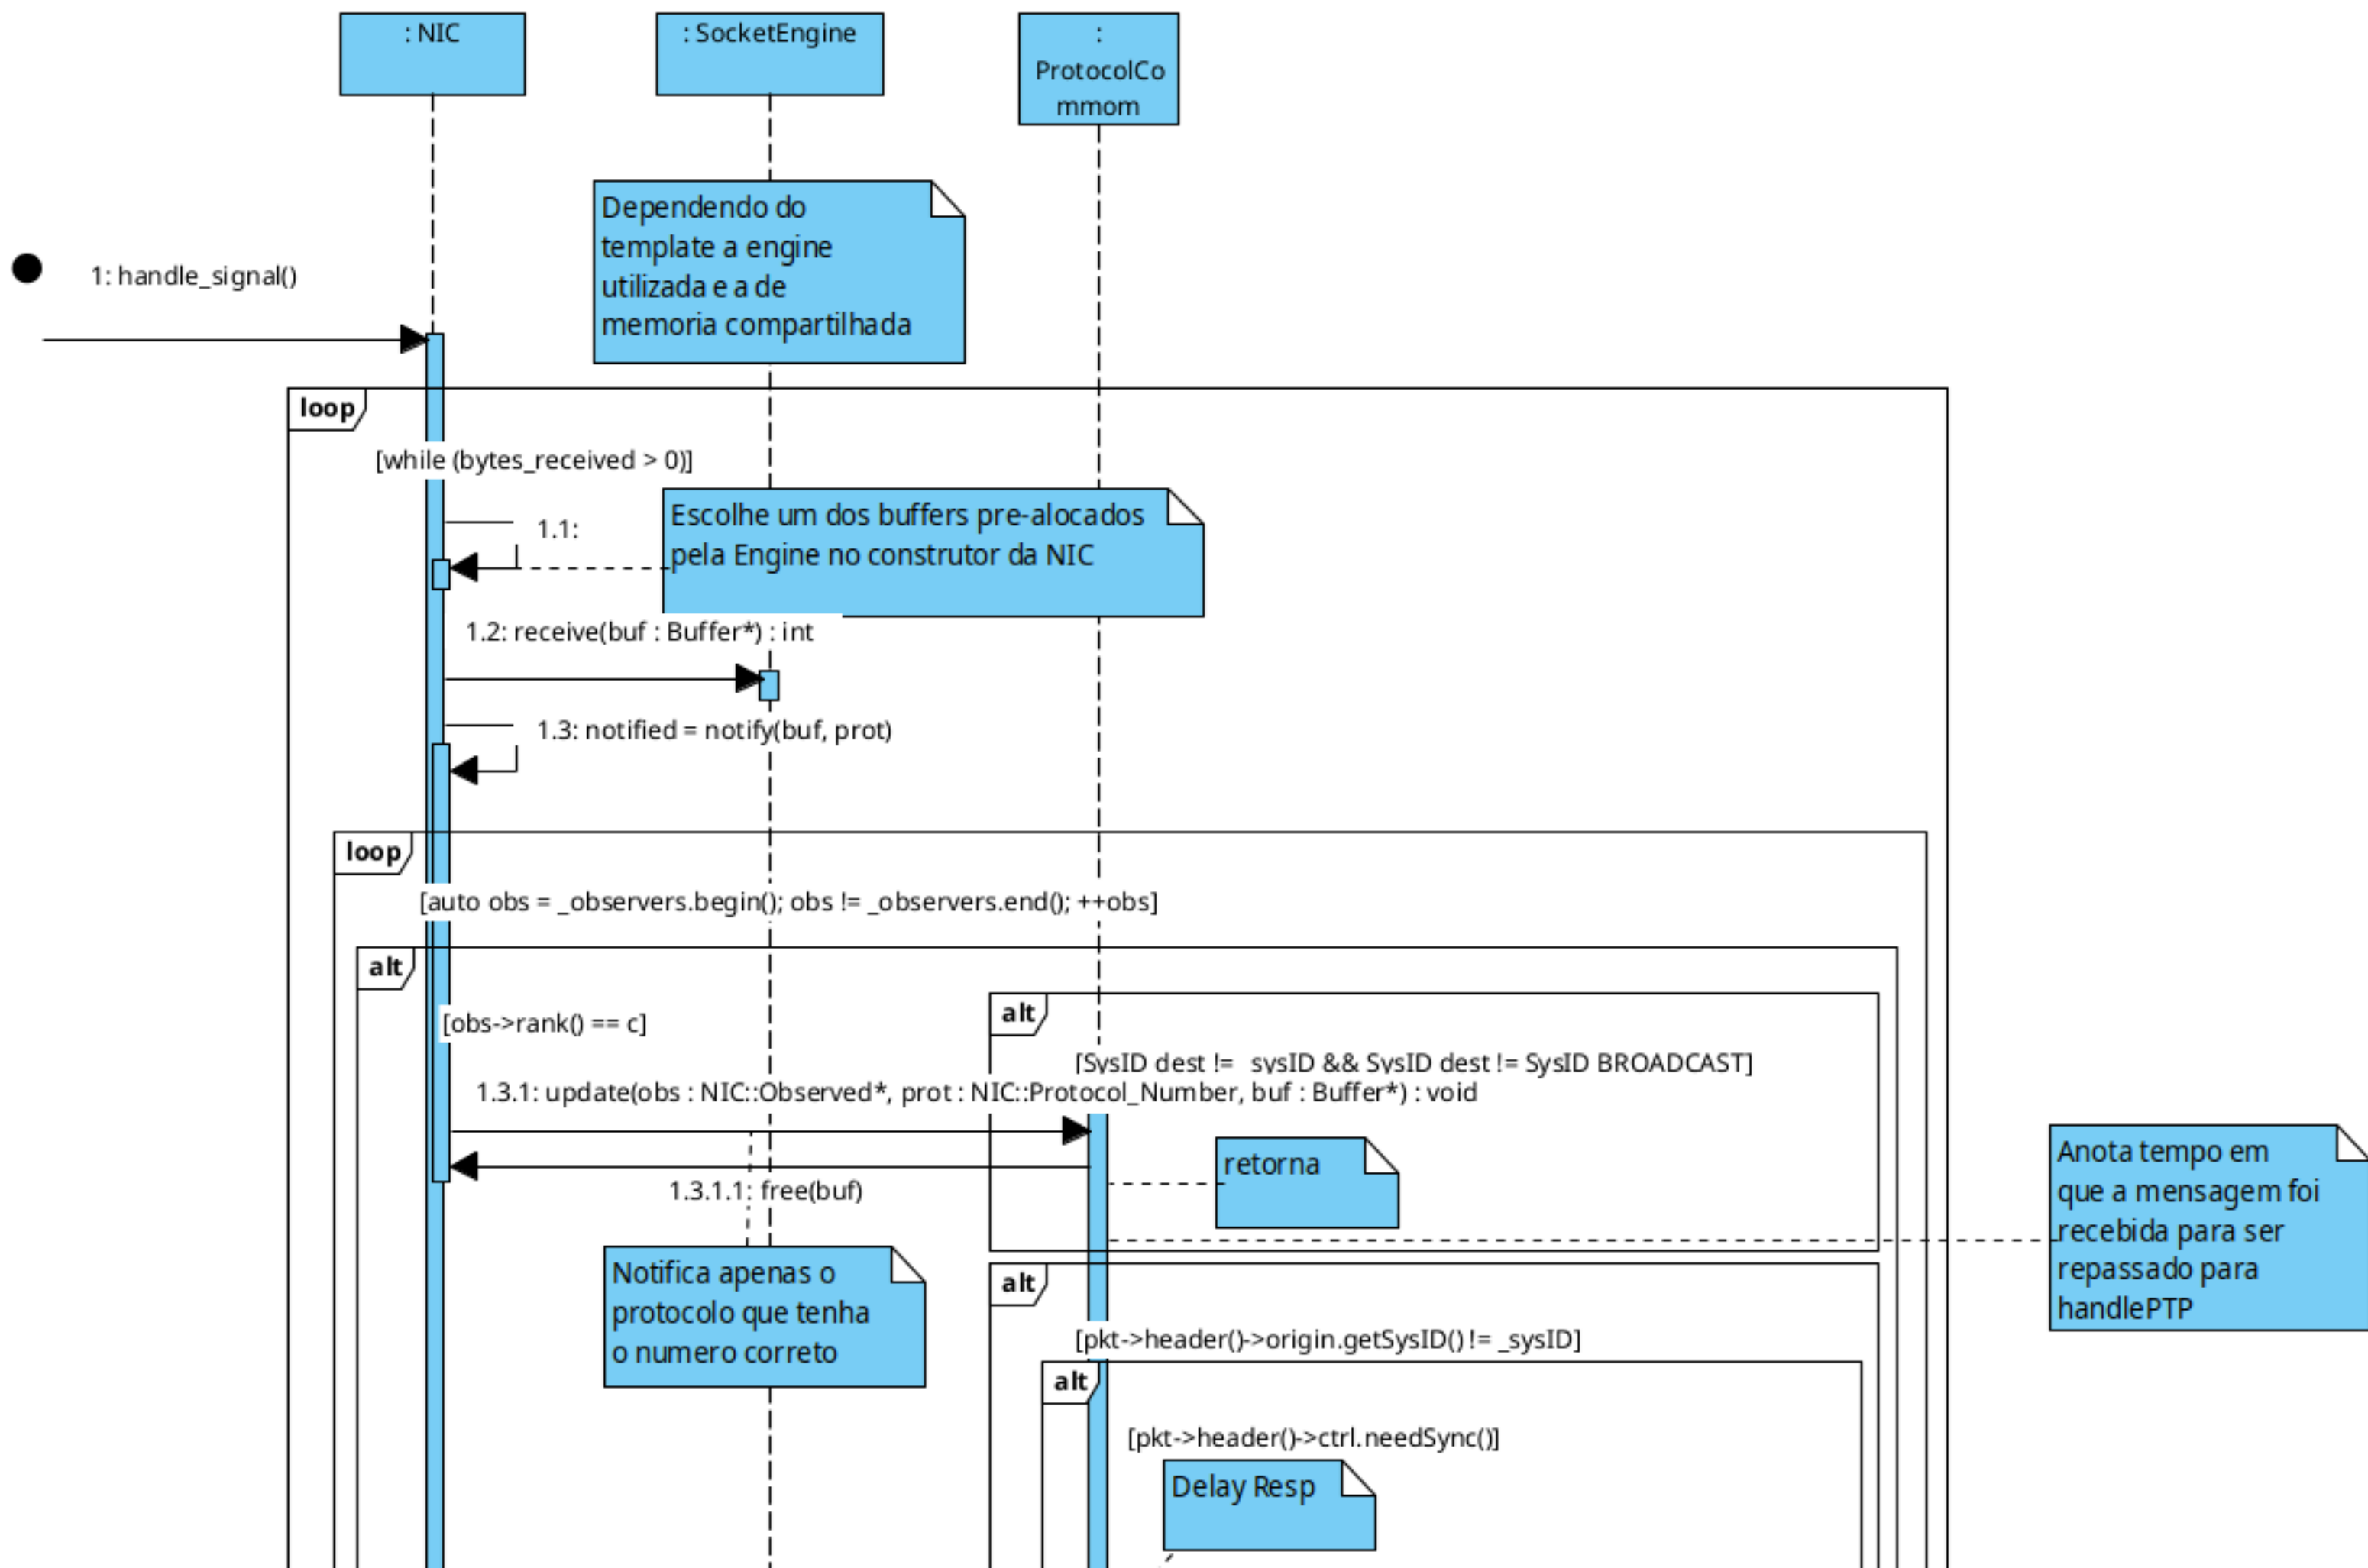 : NIC
: SocketEngine
:
ProtocolCo
mmom
Dependendo do
template a engine
utilizada e a de
memoria compartilhada
1: handle_signal()
loop
[while (bytes_received > 0)]
Escolhe um dos buffers pre-alocados
pela Engine no construtor da NIC
1.1:
1.2: receive(buf : Buffer*) : int
1.3: notified = notify(buf, prot)
loop
[auto obs = _observers.begin(); obs != _observers.end(); ++obs]
alt
[obs->rank() == c]
alt
[SysID dest != _sysID && SysID dest != SysID BROADCAST]
1.3.1: update(obs : NIC::Observed*, prot : NIC::Protocol_Number, buf : Buffer*) : void
retorna
1.3.1.1: free(buf)
Anota tempo em
que a mensagem foi
recebida para ser
repassado para
handlePTP
Notifica apenas o
protocolo que tenha
o numero correto
alt
[pkt->header()->origin.getSysID() != _sysID]
alt
[pkt->header()->ctrl.needSync()]
Delay Resp